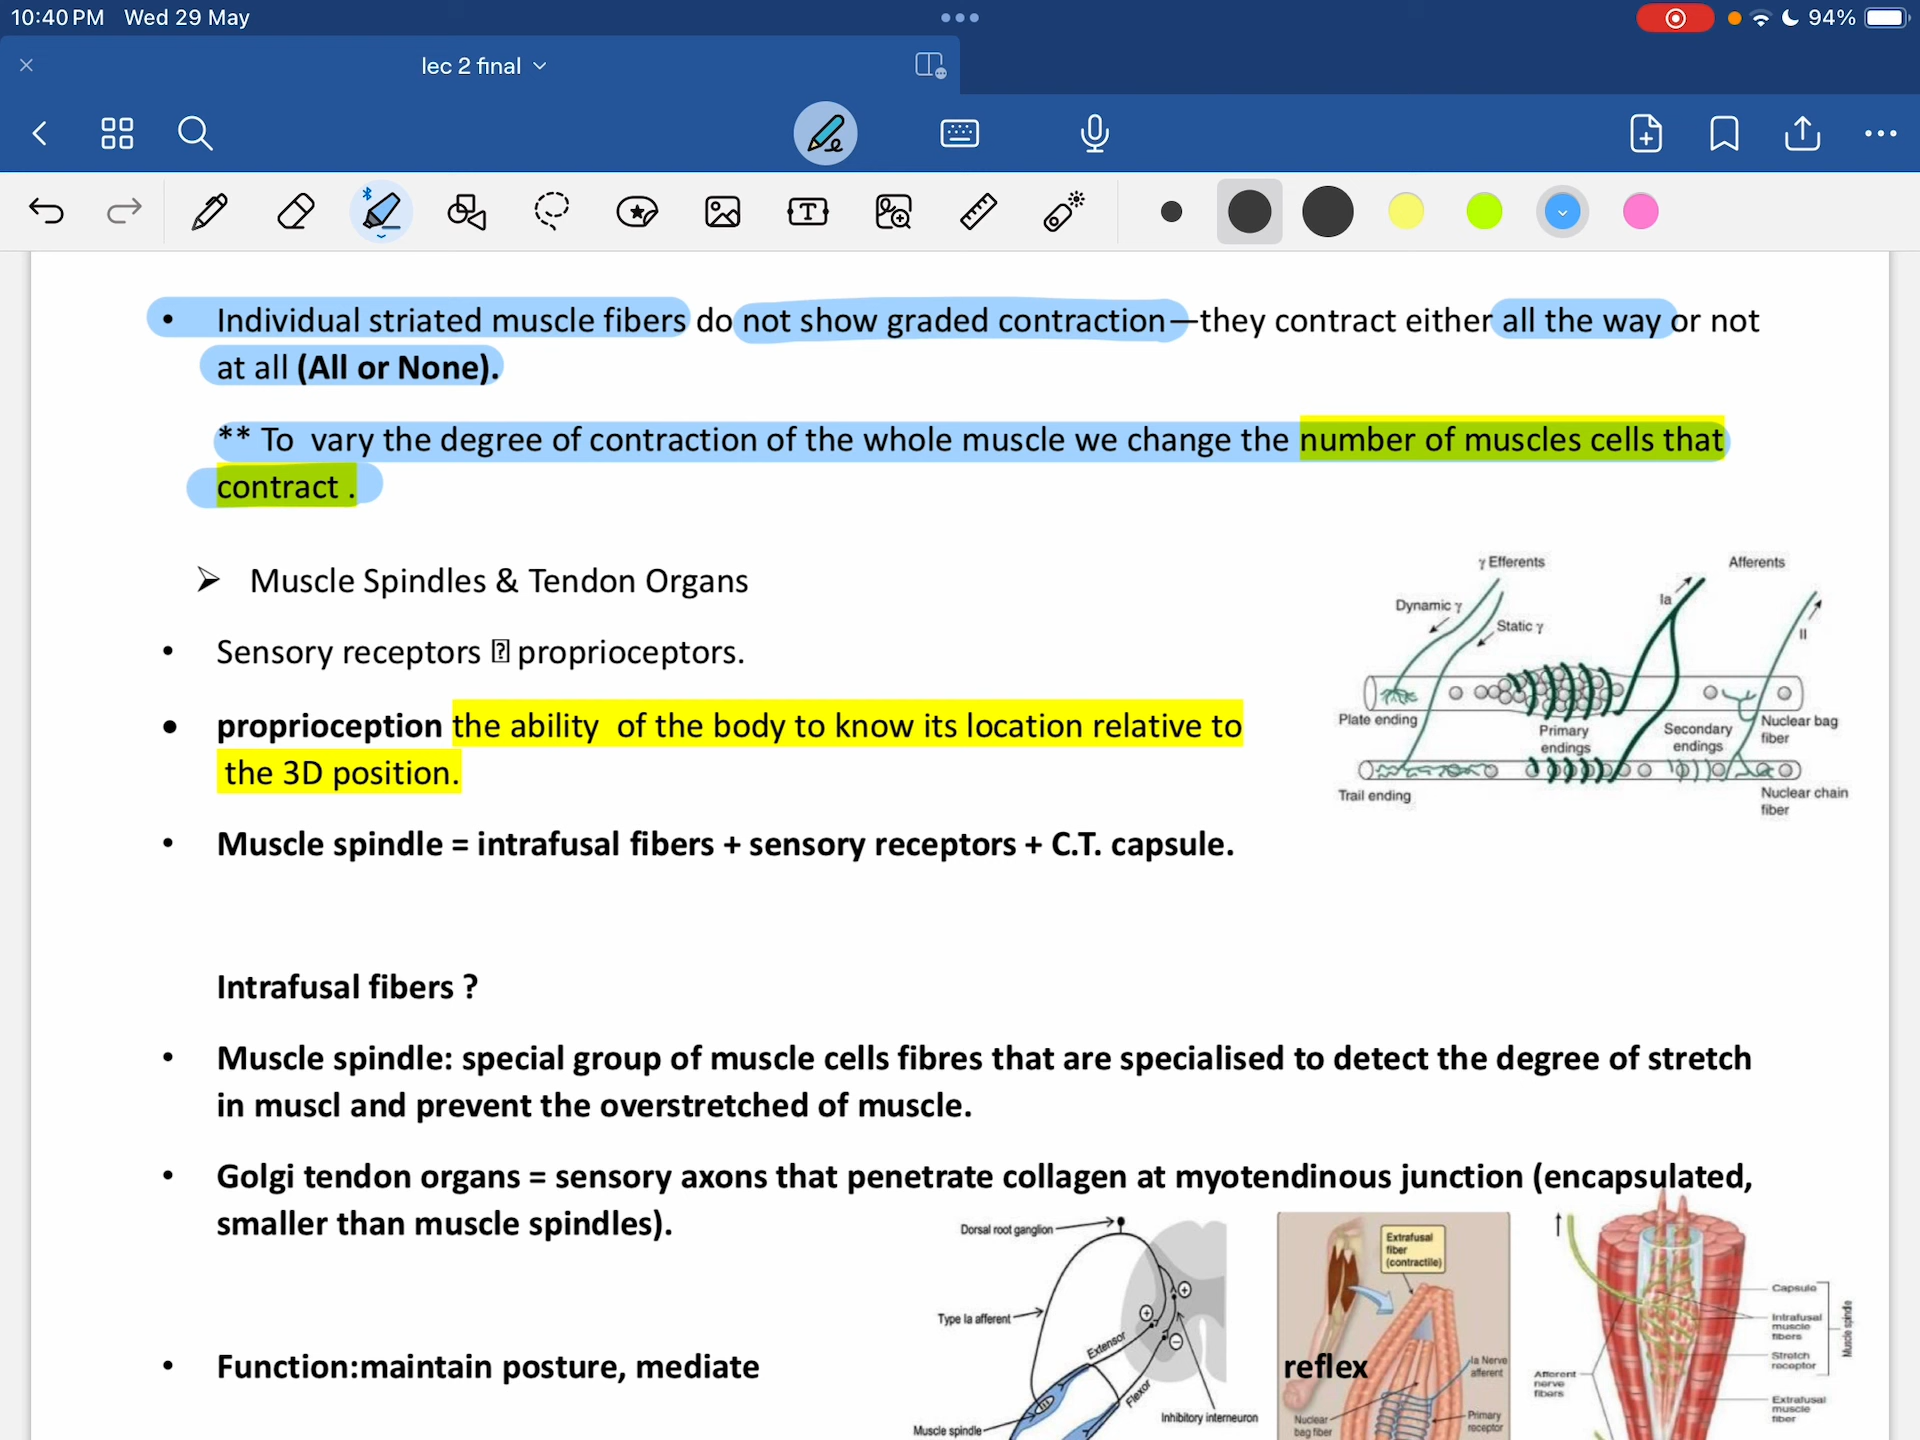 10:40 PM Wed 29 May
94%
lec 2 final
• Individual striated muscle fibers do not show graded contraction—they contract either all the way or not
at all (All or None).
** To vary the degree of contraction of the whole muscle we change the number of muscles cells that
contract .
➢ Muscle Spindles & Tendon Organs
• Sensory receptors proprioceptors.
• proprioception the ability of the body to know its location relative to
the 3D position.
• Muscle spindle = intrafusal fibers + sensory receptors + C.T. capsule.
γ Efferents
Afferents
Dynamic γ
Static γ
Ia
II
Plate ending
Primary
endings
Secondary
endings
Nuclear bag
fiber
Trail ending
Nuclear chain
fiber
Intrafusal fibers ?
• Muscle spindle: special group of muscle cells fibres that are specialised to detect the degree of stretch
in muscl and prevent the overstretched of muscle.
• Golgi tendon organs = sensory axons that penetrate collagen at myotendinous junction (encapsulated,
smaller than muscle spindles).
• Function:maintain posture, mediate reflex
Dorsal root ganglion
Type Ia afferent
Extensor
Flexor
Muscle spindle
Inhibitory interneuron
Extrafusal
fiber
(contractile)
Ia Nerve
afferent
Nuclear
bag fiber
Primary
receptor
Capsule
Intrafusal
muscle
fibers
Stretch
receptor
Muscle spindle
Afferent
nerve
fibers
Extrafusal
muscle
fiber